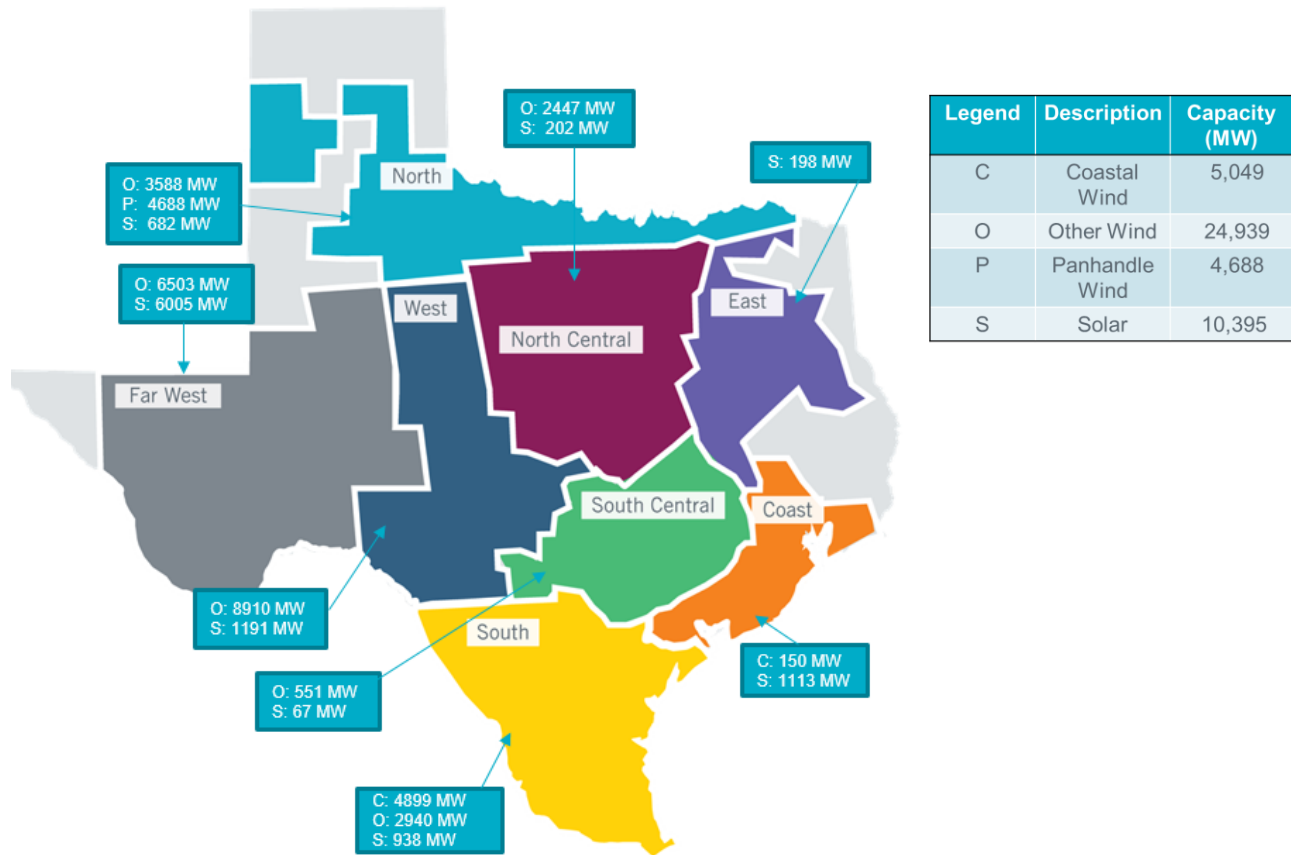 O: 2447 MW
S: 202 MW
S: 198 MW
North
O: 3588 MW
P: 4688 MW
S: 682 MW
O: 6503 MW
S: 6005 MW
West
East
North Central
Far West
South Central
Coast
O: 8910 MW
S: 1191 MW
South
C: 150 MW
S: 1113 MW
O: 551 MW
S: 67 MW
C: 4899 MW
O: 2940 MW
S: 938 MW
Legend Description Capacity
(MW)
C Coastal 5,049
Wind
O Other Wind 24,939
P Panhandle 4,688
Wind
S Solar 10,395